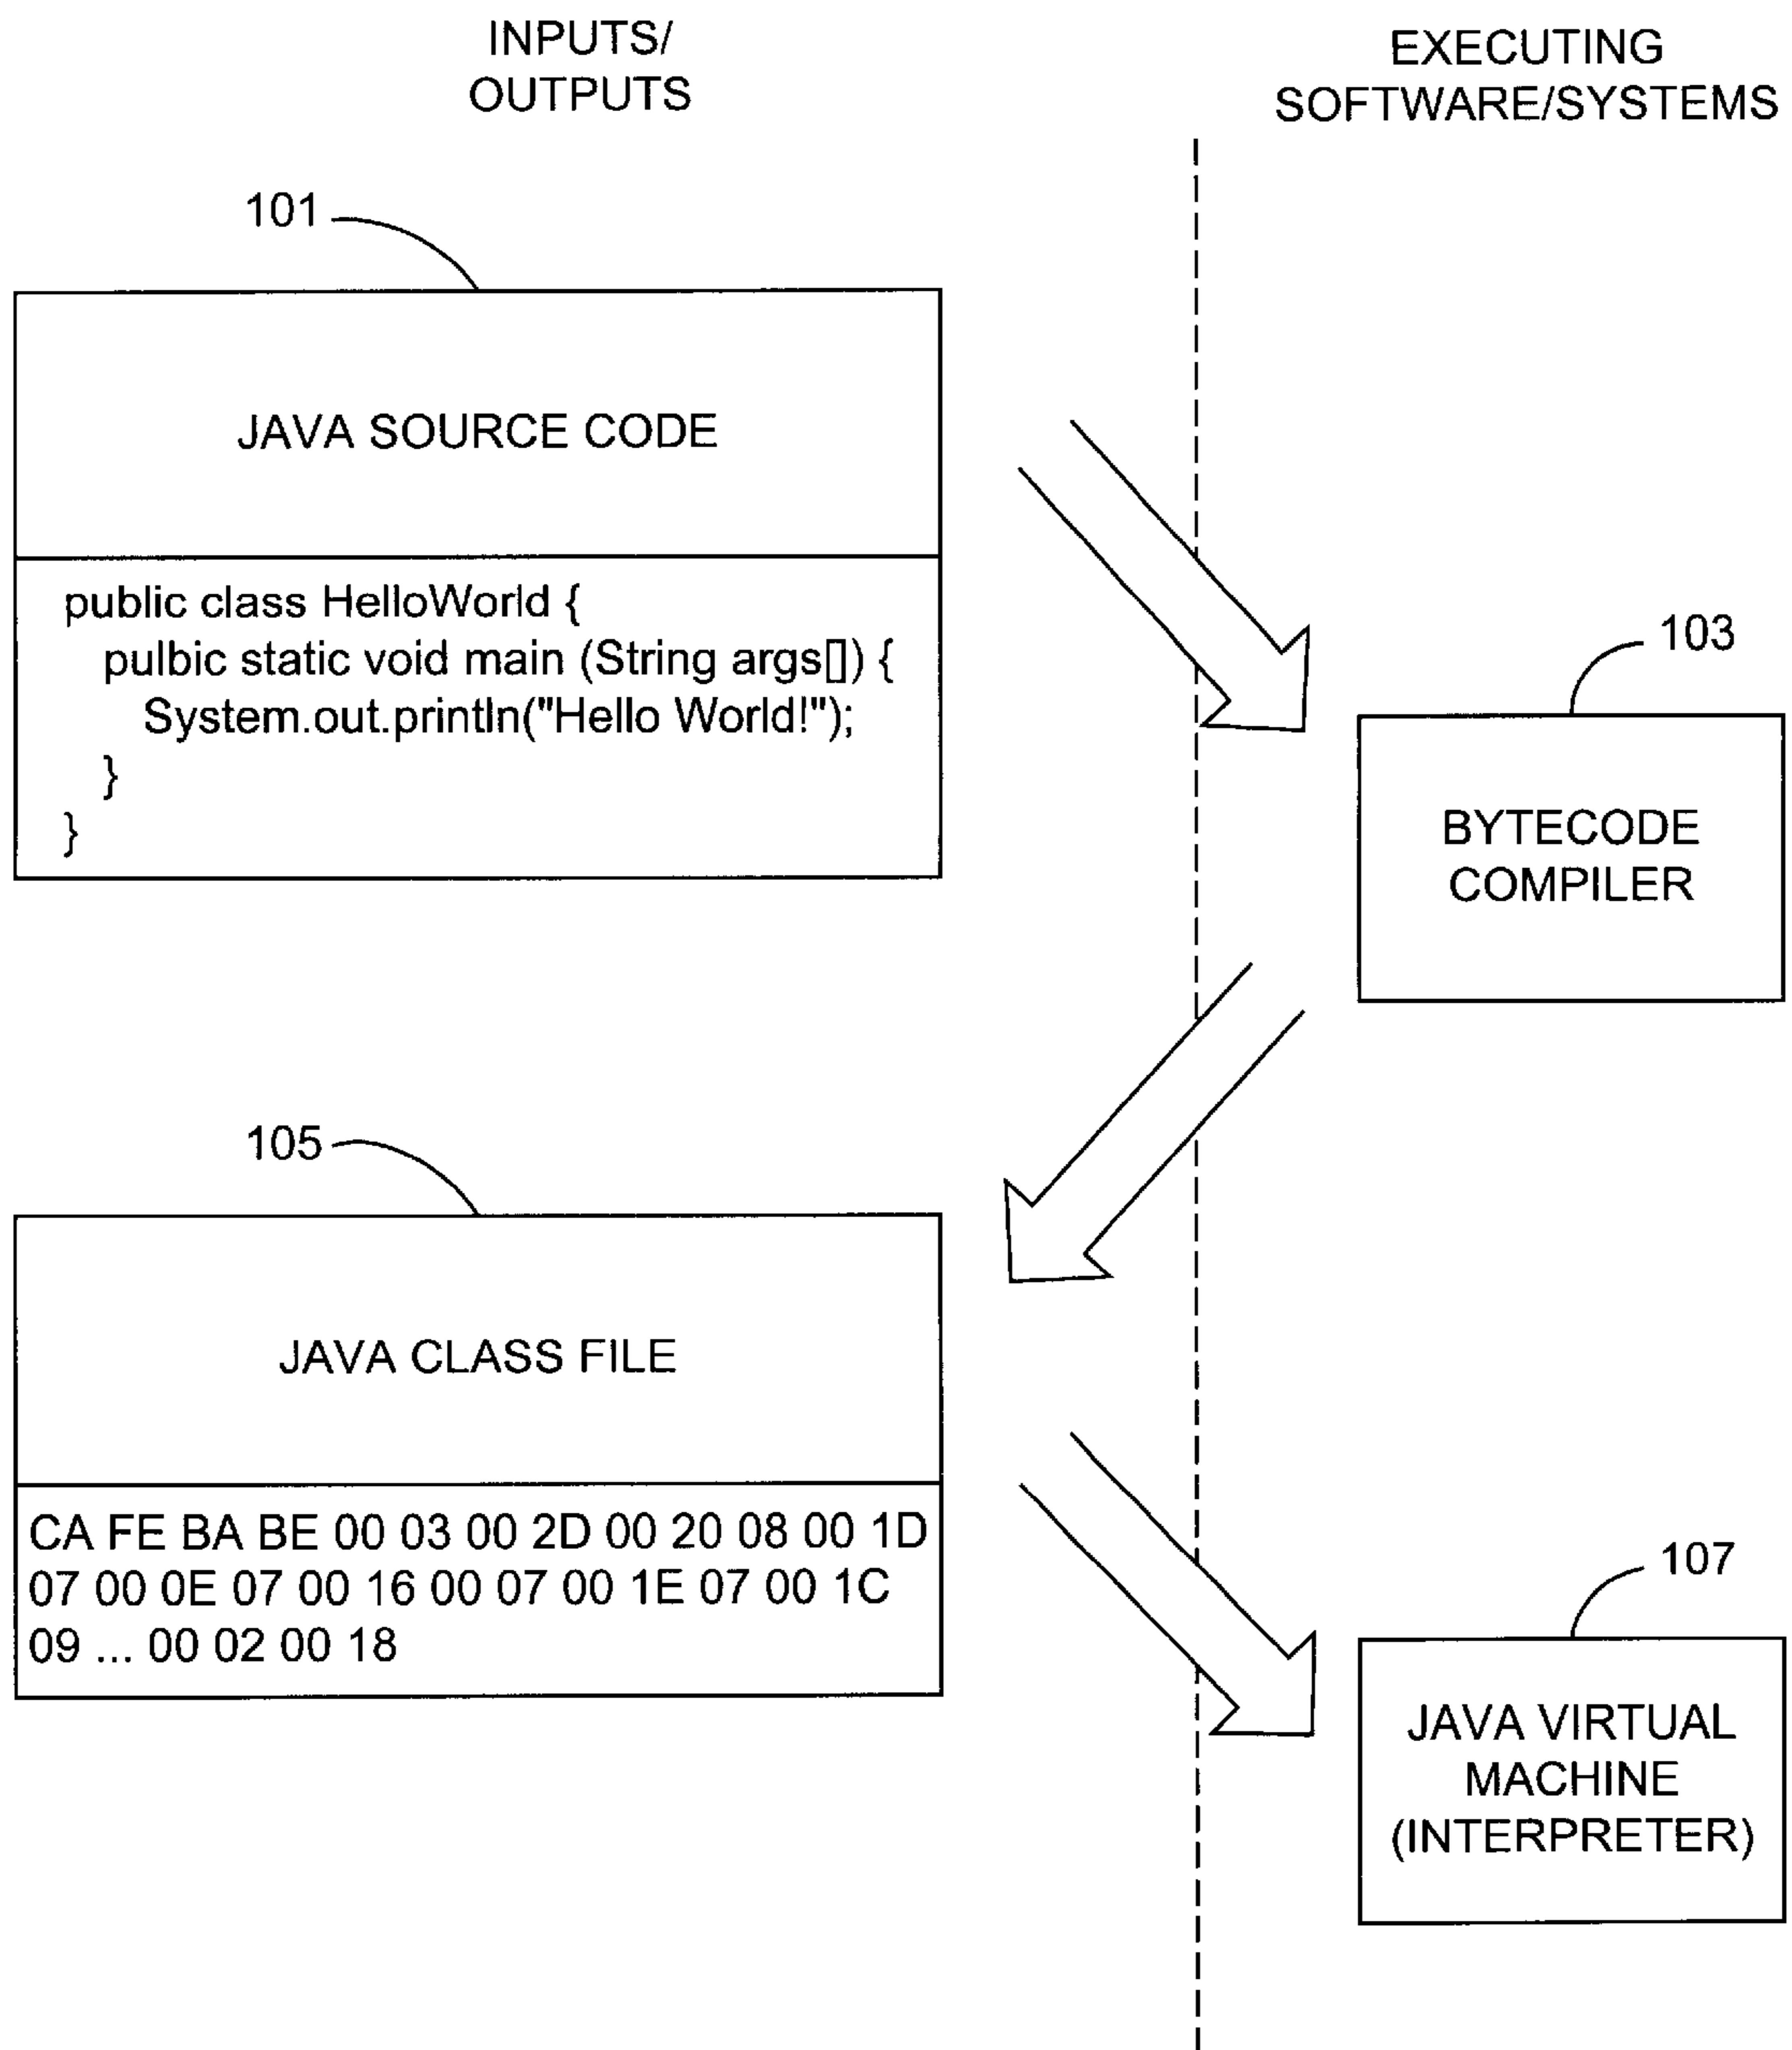 INPUTS/
OUTPUTS
EXECUTING
SOFTWARE/SYSTEMS
101
JAVA SOURCE CODE
public class HelloWorld {
pulbic static void main (String args[]) {
System.out.println("Hello World!");
}
}
103
BYTECODE
COMPILER
105
JAVA CLASS FILE
CA FE BA BE 00 03 00 2D 00 20 08 00 1D
07 00 0E 07 00 16 00 07 00 1E 07 00 1C
09 ... 00 02 00 18
107
JAVA VIRTUAL
MACHINE
(INTERPRETER)